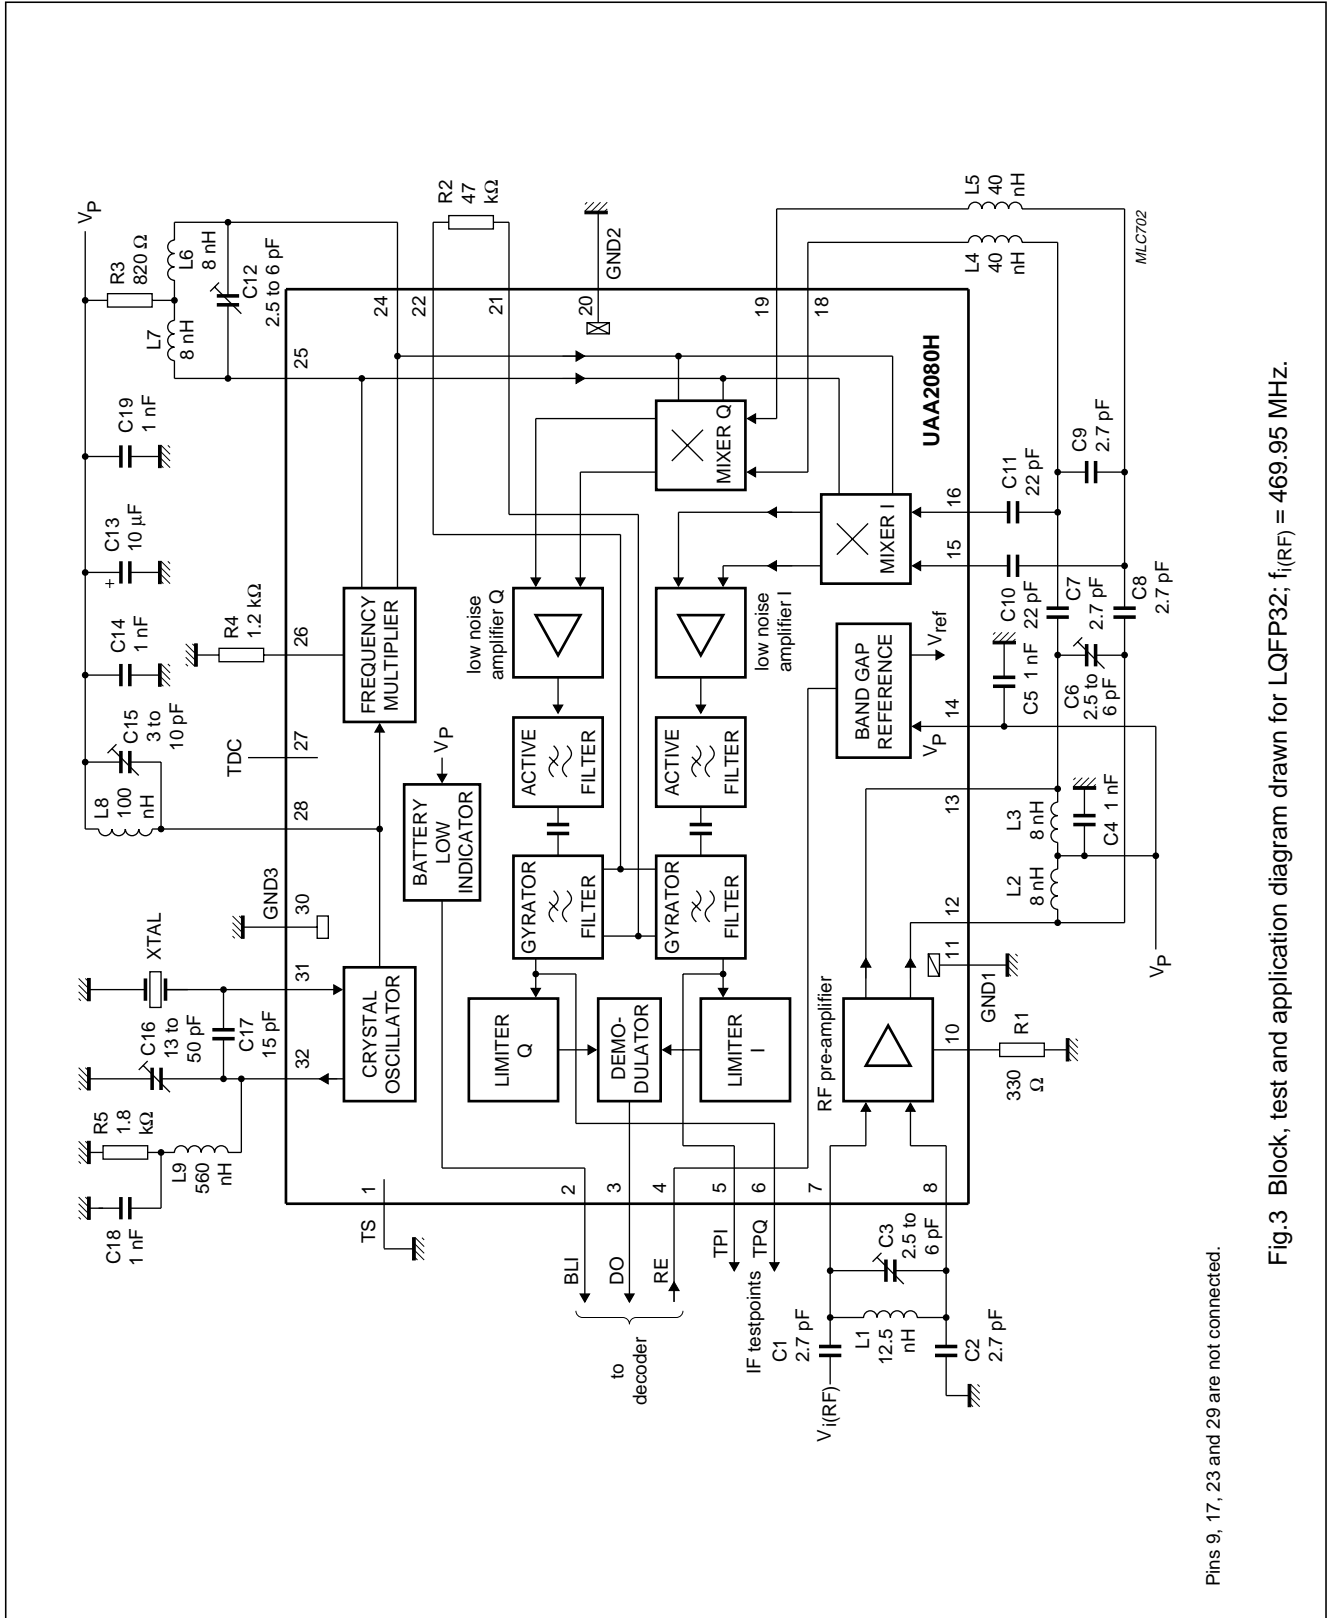 V P
R3
820 Ω
L6
8 nH
L7
8 nH
C12
2.5 to 6 pF
C19
1 nF
C13
10 µF
+
C14
1 nF
C15
3 to
10 pF
L8
100
nH
R4
1.2 kΩ
R2
47
kΩ
GND2
GND3
TDC
XTAL
C16
13 to
50 pF
C17
15 pF
R5
1.8
kΩ
L9
560
nH
C18
1 nF
TS
32
31
30
28
27
26
25
24
22
21
20
19
18
CRYSTAL
OSCILLATOR
FREQUENCY
MULTIPLIER
BATTERY
LOW
INDICATOR
V P
LIMITER
Q
GYRATOR
FILTER
ACTIVE
FILTER
low noise
amplifier Q
MIXER Q
DEMO-
DULATOR
LIMITER
I
GYRATOR
FILTER
ACTIVE
FILTER
low noise
amplifier I
MIXER I
UAA2080H
RF pre-amplifier
BAND GAP
REFERENCE
V ref
V P
1
2
3
4
5
6
7
8
BLI
DO
RE
to
decoder
TPI
TPQ
IF testpoints
C1
2.7 pF
L1
12.5
nH
C3
2.5 to
6 pF
C2
2.7 pF
V i(RF)
10
11
12
13
14
15
16
R1
330
Ω
GND1
L2
8 nH
L3
8 nH
C4 1 nF
V P
C5 1 nF
C6
2.5 to
6 pF
C10
22 pF
C7
2.7 pF
C8
2.7 pF
C11
22 pF
C9
2.7 pF
L4
40
nH
L5
40
nH
MLC702
Pins 9, 17, 23 and 29 are not connected.
Fig.3 Block, test and application diagram drawn for LQFP32; f i(RF) = 469.95 MHz.